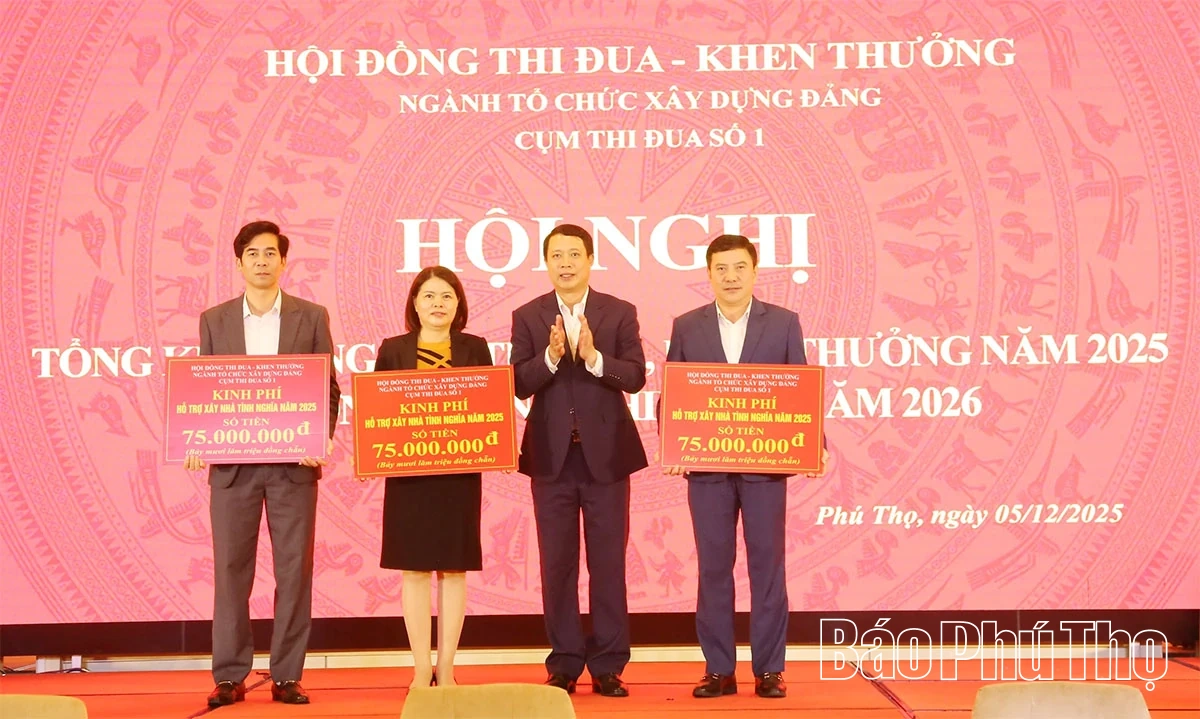 HỘI ĐỒNG THI ĐUA - KHEN THƯỞNG
NGÀNH TỔ CHỨC XÂY DỰNG ĐẢNG
CỤM THI ĐUA SỐ 1
HỘI NGHỊ
TỔNG THƯỞNG NĂM 2025
NĂM 2026
Phú Thọ, ngày 05/12/2025
HỘI ĐỒNG THI ĐUA - KHEN THƯỞNG
NGÀNH TỔ CHỨC XÂY DỰNG ĐẢNG
CỤM THI ĐUA SỐ 1
KINH PHÍ
HỖ TRỢ XÂY NHÀ TÌNH NGHĨA NĂM 2025
SỐ TIỀN
75.000.000đ
(Bảy mươi lăm triệu đồng chẵn)
HỘI ĐỒNG THI ĐUA - KHEN THƯỞNG
NGÀNH TỔ CHỨC XÂY DỰNG ĐẢNG
CỤM THI ĐUA SỐ 1
KINH PHÍ
HỖ TRỢ XÂY NHÀ TÌNH NGHĨA NĂM 2025
SỐ TIỀN
75.000.000đ
(Bảy mươi lăm triệu đồng chẵn)
HỘI ĐỒNG THI ĐUA - KHEN THƯỞNG
NGÀNH TỔ CHỨC XÂY DỰNG ĐẢNG
CỤM THI ĐUA SỐ 1
KINH PHÍ
HỖ TRỢ XÂY NHÀ TÌNH NGHĨA NĂM 2025
SỐ TIỀN
75.000.000đ
(Bảy mươi lăm triệu đồng chẵn)
Báo Phú Thọ